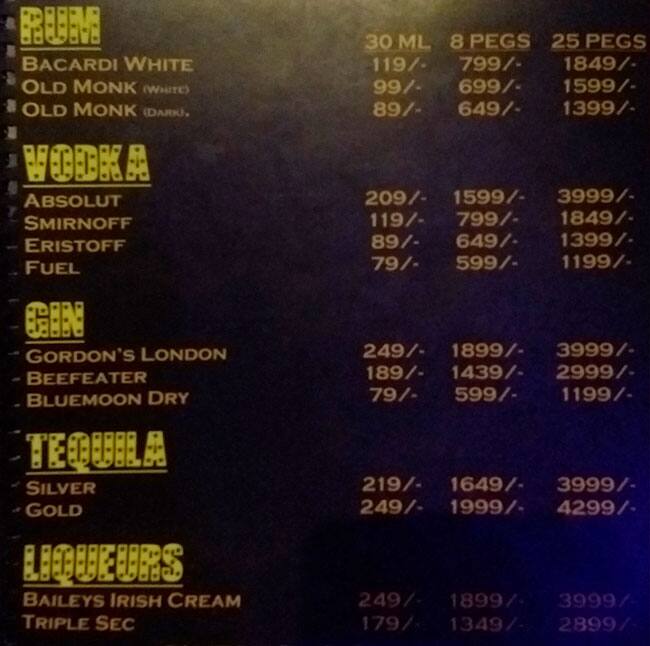 RUM
30 ML 8 PEGS 25 PEGS
BACARDI WHITE 119/- 799/- 1849/-
OLD MONK (WHITE) 99/- 699/- 1599/-
OLD MONK (DARK). 89/- 649/- 1399/-
VODKA
ABSOLUT 209/- 1599/- 3999/-
SMIRNOFF 119/- 799/- 1849/-
ERISTOFF 89/- 649/- 1399/-
FUEL 79/- 599/- 1199/-
GIN
GORDON'S LONDON 249/- 1899/- 3999/-
BEEFEATER 189/- 1439/- 2999/-
BLUEMOON DRY 79/- 599/- 1199/-
TEQUILA
SILVER 219/- 1649/- 3999/-
GOLD 249/- 1999/- 4299/-
LIQUEURS
BAILEYS IRISH CREAM 249/- 1899/- 3999/-
TRIPLE SEC 179/- 1349/- 2899/-